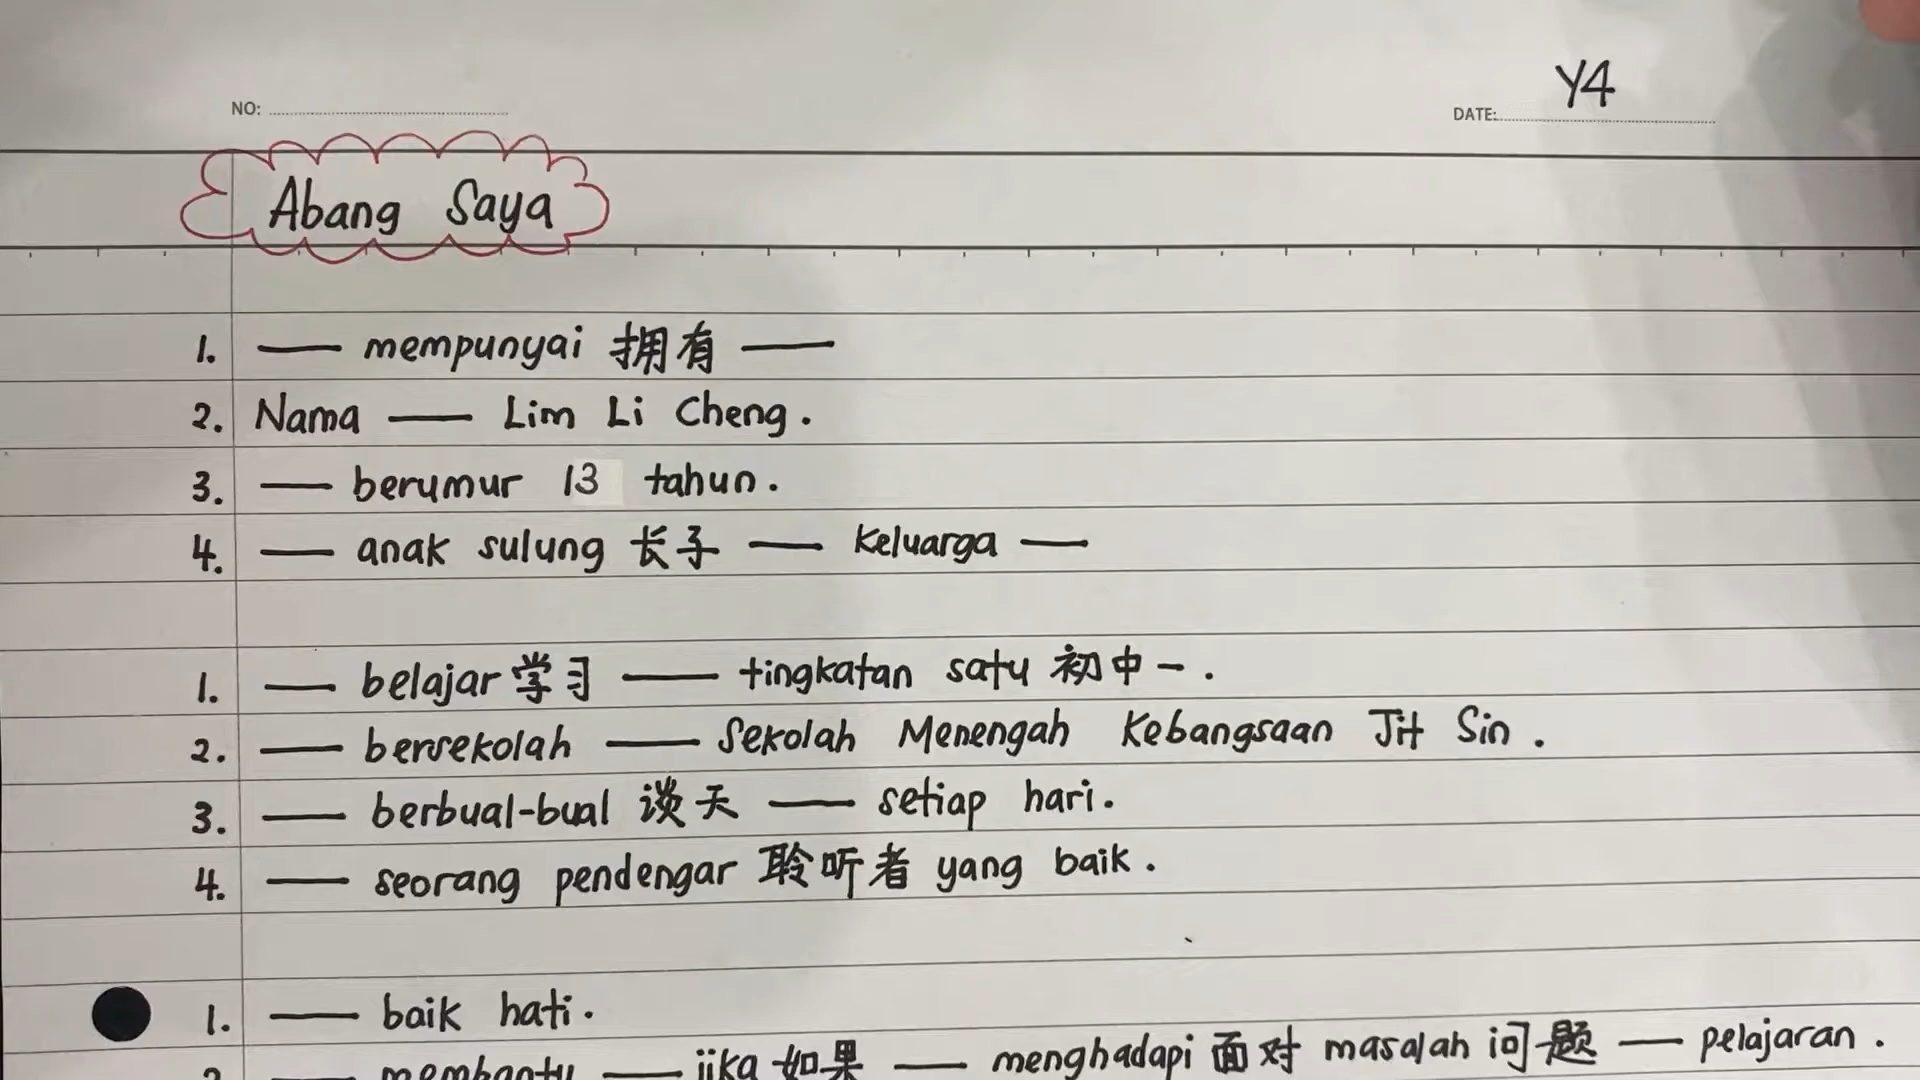 Y4
NO:
DATE:
Abang Saya
1. — mempunyai 拥有 —
2. Nama — Lim Li Cheng.
3. — berumur 13 tahun.
4. — anak sulung 长子 — keluarga —
1. — belajar 学习 — tingkatan satu 初中一.
2. — bersekolah — Sekolah Menengah Kebangsaan Jit Sin.
3. — berbual-bual 谈天 — setiap hari.
4. — seorang pendengar 聆听者 yang baik.
1. — baik hati.
2. — membantu — jika 如果 — menghadapi 面对 masalah 问题 — pelajaran.